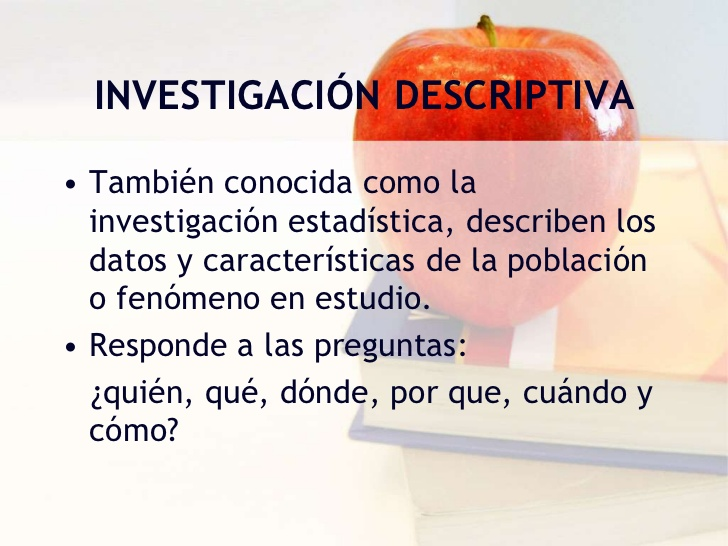 INVESTIGACIÓN DESCRIPTIVA
• También conocida como la
investigación estadística, describen los
datos y características de la población
o fenómeno en estudio.
• Responde a las preguntas:
¿quién, qué, dónde, por que, cuándo y
cómo?